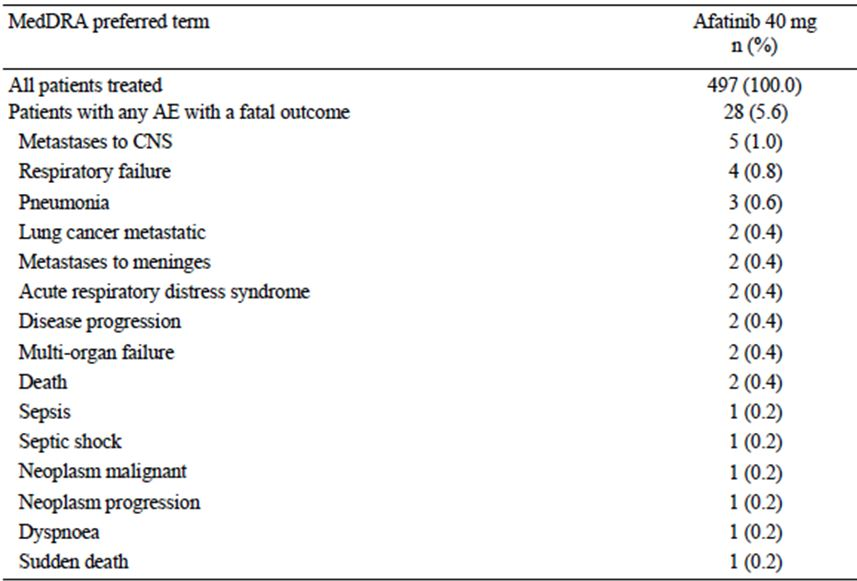 MedDRA preferred term Afatinib 40 mg
n (%)
All patients treated 497 (100.0)
Patients with any AE with a fatal outcome 28 (5.6)
Metastases to CNS 5 (1.0)
Respiratory failure 4 (0.8)
Pneumonia 3 (0.6)
Lung cancer metastatic 2 (0.4)
Metastases to meninges 2 (0.4)
Acute respiratory distress syndrome 2 (0.4)
Disease progression 2 (0.4)
Multi-organ failure 2 (0.4)
Death 2 (0.4)
Sepsis 1 (0.2)
Septic shock 1 (0.2)
Neoplasm malignant 1 (0.2)
Neoplasm progression 1 (0.2)
Dyspnoea 1 (0.2)
Sudden death 1 (0.2)